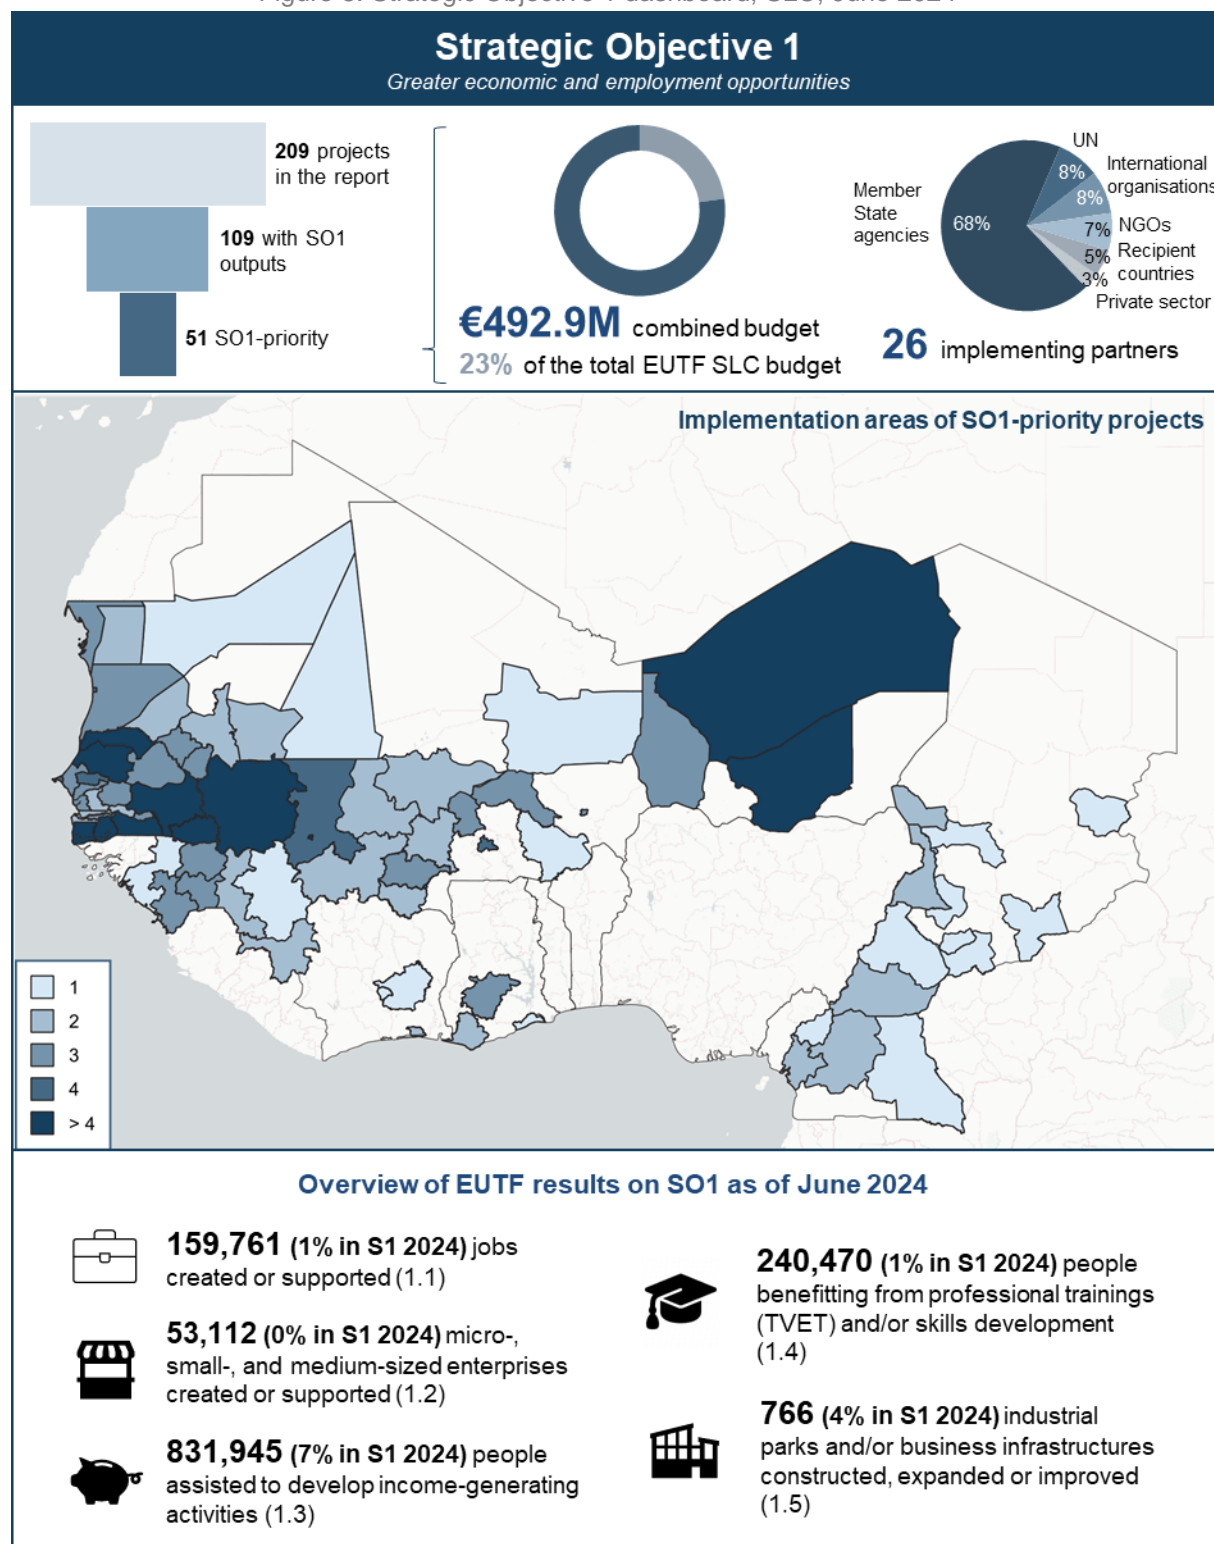 Strategic Objective 1
Greater economic and employment opportunities
209 projects
in the report
109 with SO1
outputs
51 SO1-priority
€492.9M combined budget
23% of the total EUTF SLC budget
Member
State
agencies
68%
UN
8%
International
organisations
8%
NGOs
7%
Recipient
countries
5%
3%
Private sector
26 implementing partners
Implementation areas of SO1-priority projects
1
2
3
4
> 4
Overview of EUTF results on SO1 as of June 2024
159,761 (1% in S1 2024) jobs
created or supported (1.1)
53,112 (0% in S1 2024) micro-,
small-, and medium-sized enterprises
created or supported (1.2)
831,945 (7% in S1 2024) people
assisted to develop income-generating
activities (1.3)
240,470 (1% in S1 2024) people
benefitting from professional trainings
(TVET) and/or skills development
(1.4)
766 (4% in S1 2024) industrial
parks and/or business infrastructures
constructed, expanded or improved
(1.5)